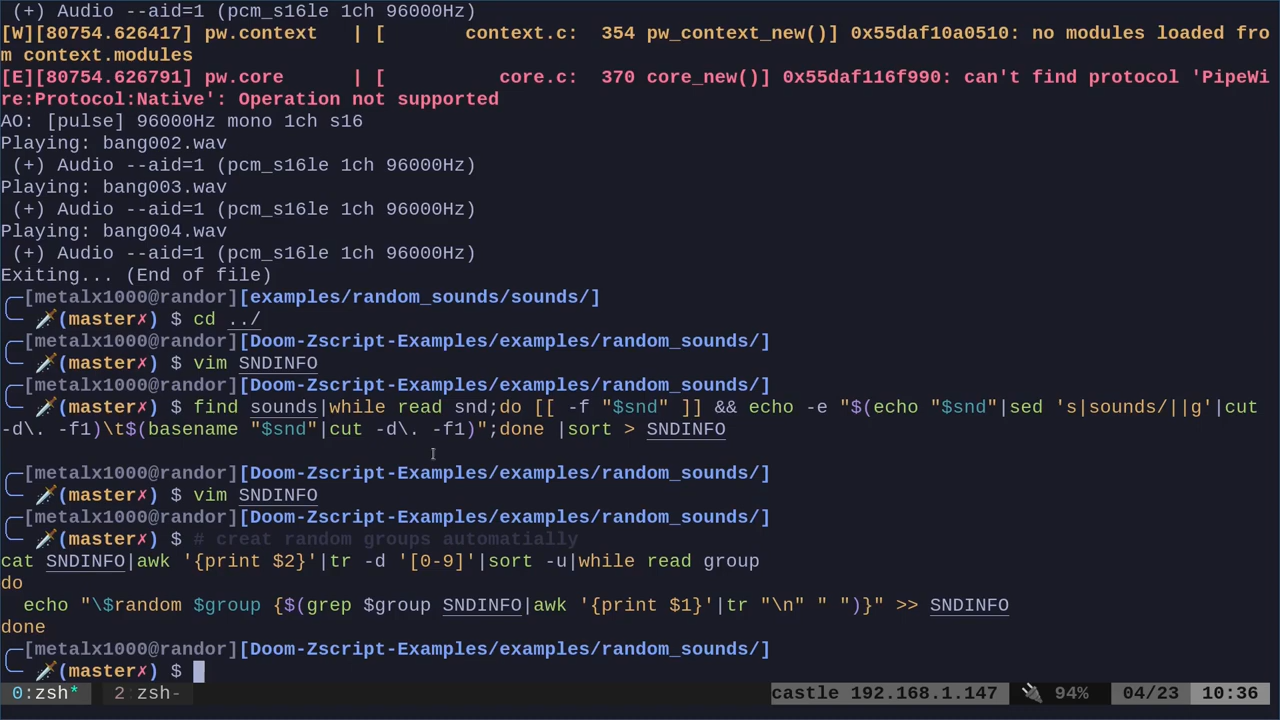 (+) Audio --aid=1 (pcm_s16le 1ch 96000Hz)
[W][80754.626417] pw.context   | [       context.c:  354 pw_context_new()] 0x55daf10a0510: no modules loaded fro
m context.modules
[E][80754.626791] pw.core      | [          core.c:  370 core_new()] 0x55daf116f990: can't find protocol 'PipeWi
re:Protocol:Native': Operation not supported
AO: [pulse] 96000Hz mono 1ch s16
Playing: bang002.wav
(+) Audio --aid=1 (pcm_s16le 1ch 96000Hz)
Playing: bang003.wav
(+) Audio --aid=1 (pcm_s16le 1ch 96000Hz)
Playing: bang004.wav
(+) Audio --aid=1 (pcm_s16le 1ch 96000Hz)
Exiting... (End of file)
[metalx1000@randor][examples/random_sounds/sounds/]
(master✗) $ cd ../
[metalx1000@randor][Doom-Zscript-Examples/examples/random_sounds/]
(master✗) $ vim SNDINFO
[metalx1000@randor][Doom-Zscript-Examples/examples/random_sounds/]
(master✗) $ find sounds|while read snd;do [[ -f "$snd" ]] && echo -e "$(echo "$snd"|sed 's|sounds/||g'|cut
-d\. -f1)\t$(basename "$snd"|cut -d\. -f1)";done |sort > SNDINFO
[metalx1000@randor][Doom-Zscript-Examples/examples/random_sounds/]
(master✗) $ vim SNDINFO
[metalx1000@randor][Doom-Zscript-Examples/examples/random_sounds/]
(master✗) $ # creat random groups automatially
cat SNDINFO|awk '{print $2}'|tr -d '[0-9]'|sort -u|while read group
do
  echo "\$random $group {$(grep $group SNDINFO|awk '{print $1}'|tr "\n" " ")}" >> SNDINFO
done
[metalx1000@randor][Doom-Zscript-Examples/examples/random_sounds/]
(master✗) $
0:zsh* 2:zsh- castle 192.168.1.147 94% 04/23 10:36